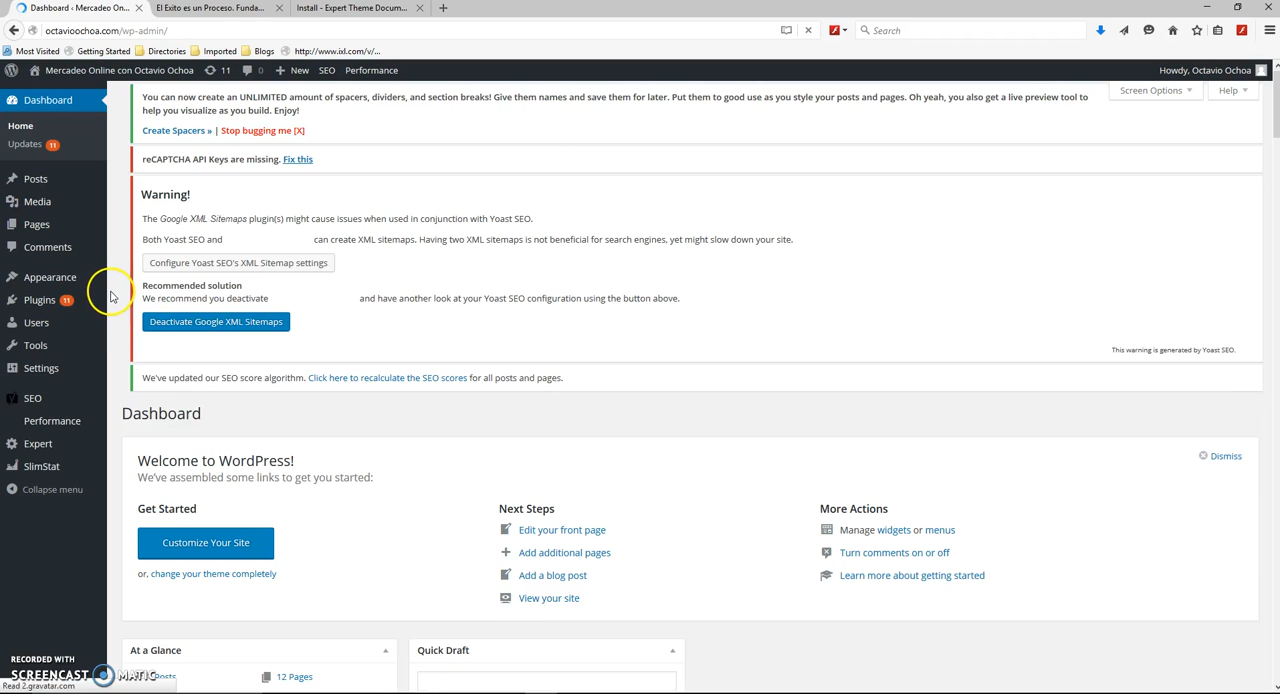 Dashboard ‹ Mercadeo On...
El Exito es un Proceso. Funda...
Install - Expert Theme Docum...
octavioochoa.com/wp-admin/
Search
Most Visited Getting Started Directories Imported Blogs http://www.ixl.com/v/...
Mercadeo Online con Octavio Ochoa 11 0 New SEO Performance Howdy, Octavio Ochoa
Dashboard
Home
Updates 11
Posts
Media
Pages
Comments
Appearance
Plugins 11
Users
Tools
Settings
SEO
Performance
Expert
SlimStat
Collapse menu
Screen Options Help
You can now create an UNLIMITED amount of spacers, dividers, and section breaks! Give them names and save them for later. Put them to good use as you style your posts and pages. Oh yeah, you also get a live preview tool to
help you visualize as you build. Enjoy!
Create Spacers » | Stop bugging me [X]
reCAPTCHA API Keys are missing. Fix this
Warning!
The Google XML Sitemaps plugin(s) might cause issues when used in conjunction with Yoast SEO.
Both Yoast SEO and can create XML sitemaps. Having two XML sitemaps is not beneficial for search engines, yet might slow down your site.
Configure Yoast SEO's XML Sitemap settings
Recommended solution
We recommend you deactivate and have another look at your Yoast SEO configuration using the button above.
Deactivate Google XML Sitemaps
This warning is generated by Yoast SEO.
We've updated our SEO score algorithm. Click here to recalculate the SEO scores for all posts and pages.
Dashboard
Welcome to WordPress!
We've assembled some links to get you started:
Dismiss
Get Started
Customize Your Site
or, change your theme completely
Next Steps
Edit your front page
Add additional pages
Add a blog post
View your site
More Actions
Manage widgets or menus
Turn comments on or off
Learn more about getting started
At a Glance
Posts
12 Pages
Quick Draft
RECORDED WITH
SCREENCAST MATIC
Read 2.gravatar.com